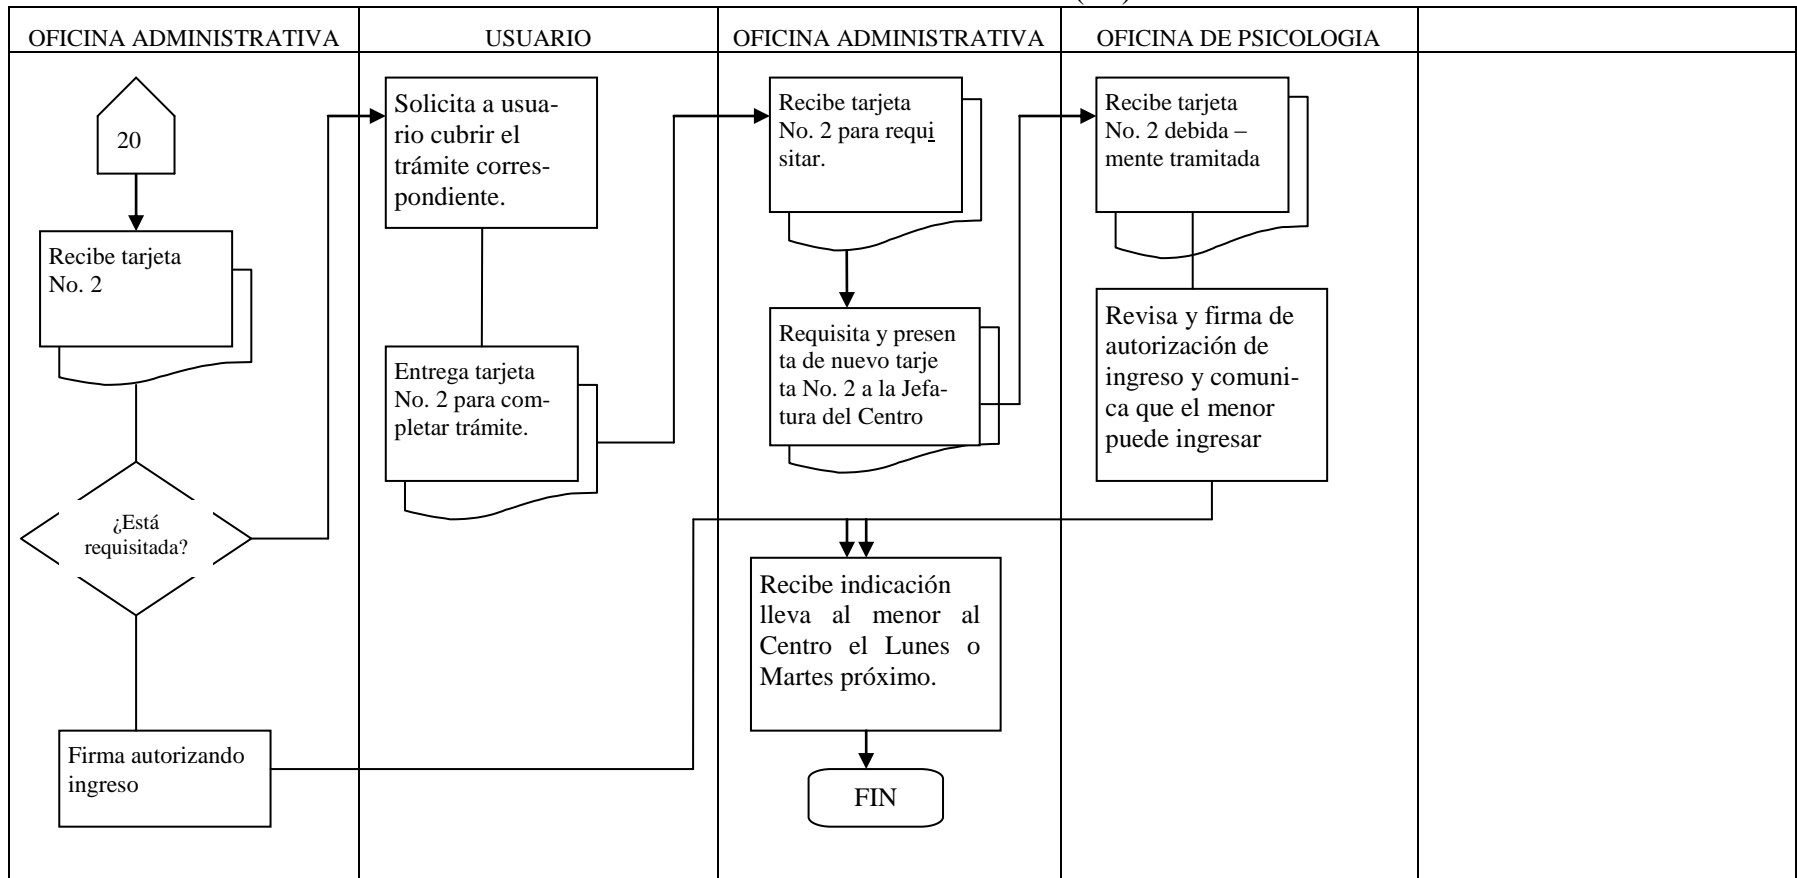 OFICINA ADMINISTRATIVA
USUARIO
OFICINA ADMINISTRATIVA
OFICINA DE PSICOLOGIA
20
Recibe tarjeta
No. 2
¿Está
requisitada?
Firma autorizando
ingreso
Solicita a usua-
rio cubrir el
trámite corres-
pondiente.
Entrega tarjeta
No. 2 para com-
pletar trámite.
Recibe tarjeta
No. 2 para requi
sitar.
Requisita y presen
ta de nuevo tarje
ta No. 2 a la Jefa-
tura del Centro
Recibe indicación
lleva al menor al
Centro el Lunes o
Martes próximo.
FIN
Recibe tarjeta
No. 2 debida –
mente tramitada
Revisa y firma de
autorización de
ingreso y comuni-
ca que el menor
puede ingresar